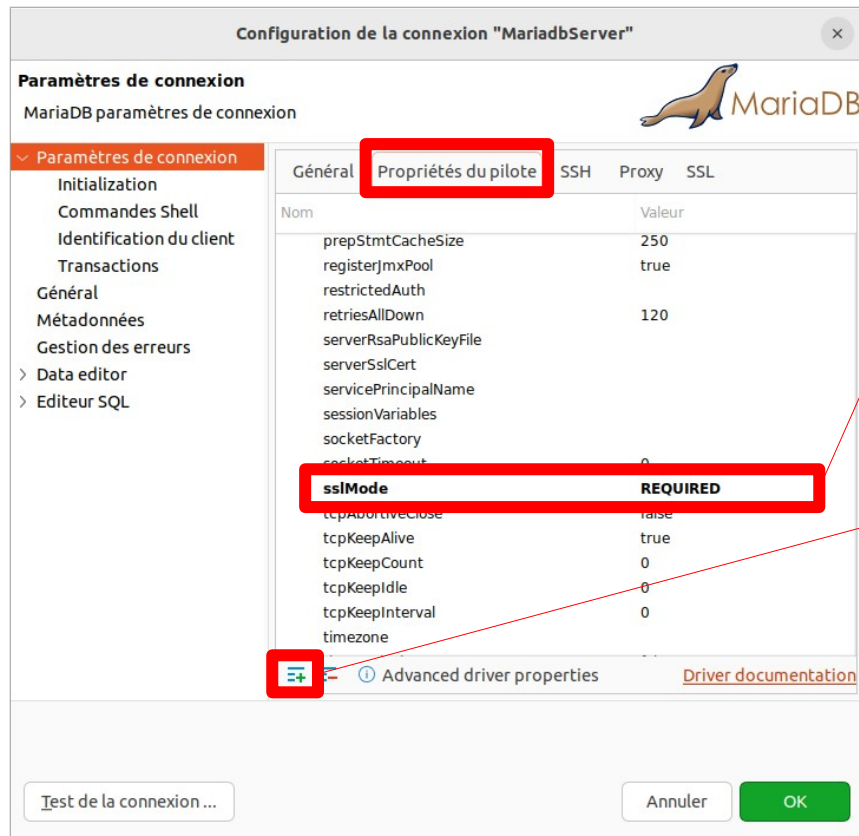 Configuration de la connexion "MariadbServer"
Paramètres de connexion
MariaDB paramètres de connexion
MariaDB
Paramètres de connexion
Initialization
Commandes Shell
Identification du client
Transactions
Général
Métadonnées
Gestion des erreurs
Data editor
Editeur SQL
Général Propriétés du pilote SSH Proxy SSL
Nom Valeur
prepStmtCacheSize 250
registerJmxPool true
restrictedAuth
retriesAllDown 120
serverRsaPublicKeyFile
serverSslCert
servicePrincipalName
sessionVariables
socketFactory
socketTimeout 0
sslMode REQUIRED
tcpAbortiveClose false
tcpKeepAlive true
tcpKeepCount 0
tcpKeepIdle 0
tcpKeepInterval 0
timezone
Advanced driver properties Driver documentation
Test de la connexion ... Annuler OK